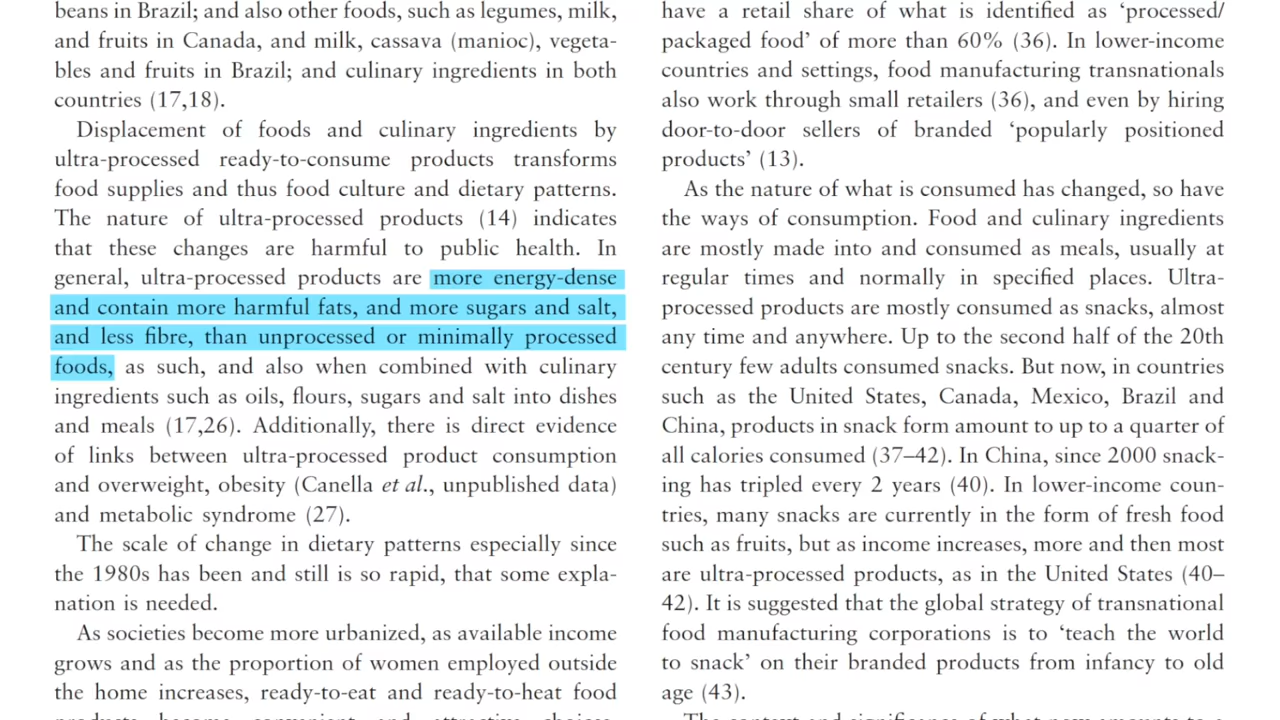 beans in Brazil; and also other foods, such as legumes, milk,
and fruits in Canada, and milk, cassava (manioc), vegeta-
bles and fruits in Brazil; and culinary ingredients in both
countries (17,18).
Displacement of foods and culinary ingredients by
ultra-processed ready-to-consume products transforms
food supplies and thus food culture and dietary patterns.
The nature of ultra-processed products (14) indicates
that these changes are harmful to public health. In
general, ultra-processed products are more energy-dense
and contain more harmful fats, and more sugars and salt,
and less fibre, than unprocessed or minimally processed
foods, as such, and also when combined with culinary
ingredients such as oils, flours, sugars and salt into dishes
and meals (17,26). Additionally, there is direct evidence
of links between ultra-processed product consumption
and overweight, obesity (Canella et al., unpublished data)
and metabolic syndrome (27).
The scale of change in dietary patterns especially since
the 1980s has been and still is so rapid, that some expla-
nation is needed.
As societies become more urbanized, as available income
grows and as the proportion of women employed outside
the home increases, ready-to-eat and ready-to-heat food
have a retail share of what is identified as ‘processed/
packaged food’ of more than 60% (36). In lower-income
countries and settings, food manufacturing transnationals
also work through small retailers (36), and even by hiring
door-to-door sellers of branded ‘popularly positioned
products’ (13).
As the nature of what is consumed has changed, so have
the ways of consumption. Food and culinary ingredients
are mostly made into and consumed as meals, usually at
regular times and normally in specified places. Ultra-
processed products are mostly consumed as snacks, almost
any time and anywhere. Up to the second half of the 20th
century few adults consumed snacks. But now, in countries
such as the United States, Canada, Mexico, Brazil and
China, products in snack form amount to up to a quarter of
all calories consumed (37–42). In China, since 2000 snack-
ing has tripled every 2 years (40). In lower-income coun-
tries, many snacks are currently in the form of fresh food
such as fruits, but as income increases, more and then most
are ultra-processed products, as in the United States (40–
42). It is suggested that the global strategy of transnational
food manufacturing corporations is to ‘teach the world
to snack’ on their branded products from infancy to old
age (43).